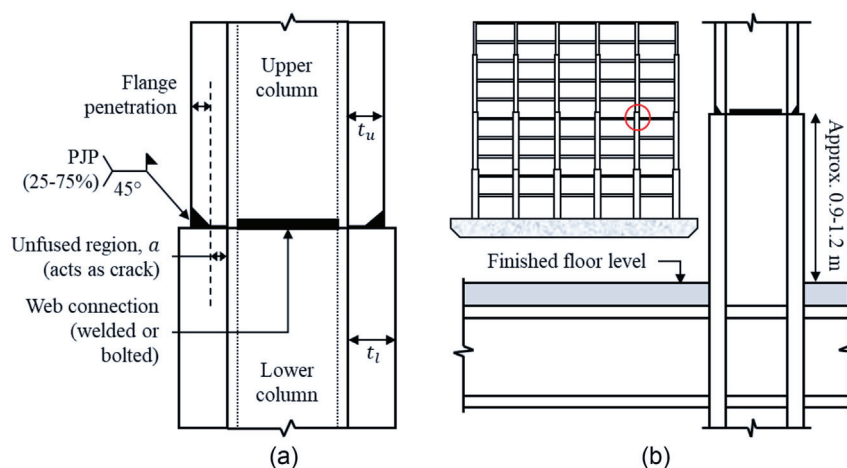 Flange
penetration
Upper
column
t_u
PJP
(25-75%)
45°
Unfused region, a
(acts as crack)
Web connection
(welded or
bolted)
t_l
Lower
column
(a)
Approx. 0.9-1.2 m
Finished floor level
(b)